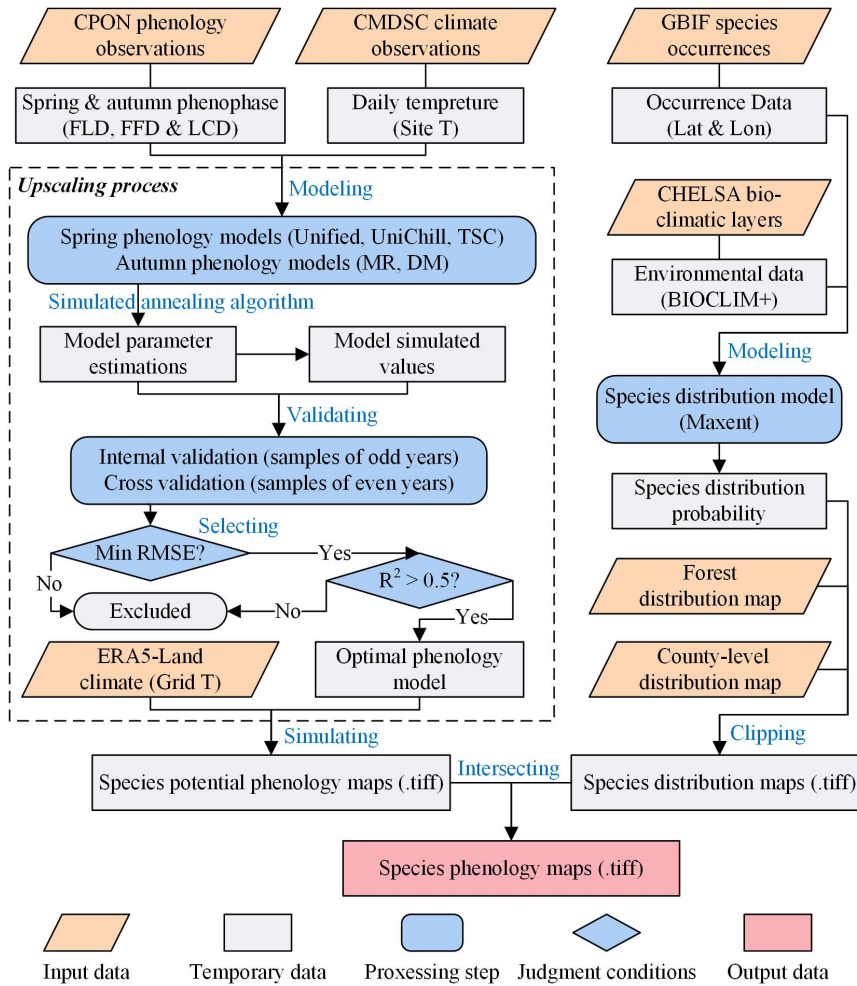 CPON phenology
observations
CMDSC climate
observations
GBIF species
occurrences
Spring & autumn phenophase
(FLD, FFD & LCD)
Daily tempreture
(Site T)
Occurrence Data
(Lat & Lon)
Upscaling process
Modeling
CHELSA bio-
climatic layers
Spring phenology models (Unified, UniChill, TSC)
Autumn phenology models (MR, DM)
Environmental data
(BIOCLIM+)
Simulated annealing algorithm
Model parameter
estimations
Model simulated
values
Modeling
Species distribution model
(Maxent)
Validating
Internal validation (samples of odd years)
Cross validation (samples of even years)
Species distribution
probability
Selecting
Min RMSE?
Yes
R² > 0.5?
No
Excluded
No
Yes
Forest
distribution map
ERA5-Land
climate (Grid T)
Optimal phenology
model
County-level
distribution map
Simulating
Clipping
Species potential phenology maps (.tiff)
Intersecting
Species distribution maps (.tiff)
Species phenology maps (.tiff)
Input data
Temporary data
Proxessing step
Judgment conditions
Output data